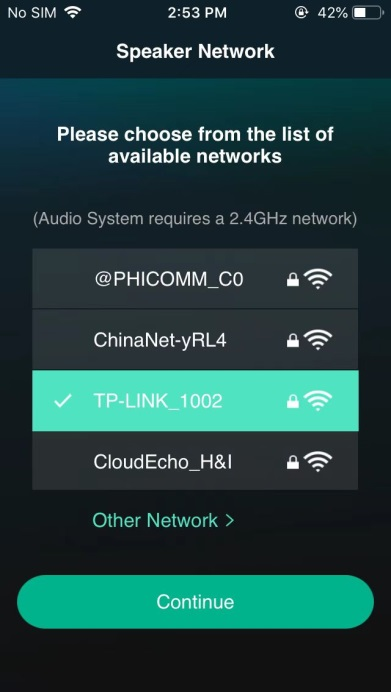 No SIM 2:53 PM 42%
Speaker Network
Please choose from the list of
available networks
(Audio System requires a 2.4GHz network)
@PHICOMM_C0
ChinaNet-yRL4
TP-LINK_1002
CloudEcho_H&I
Other Network >
Continue